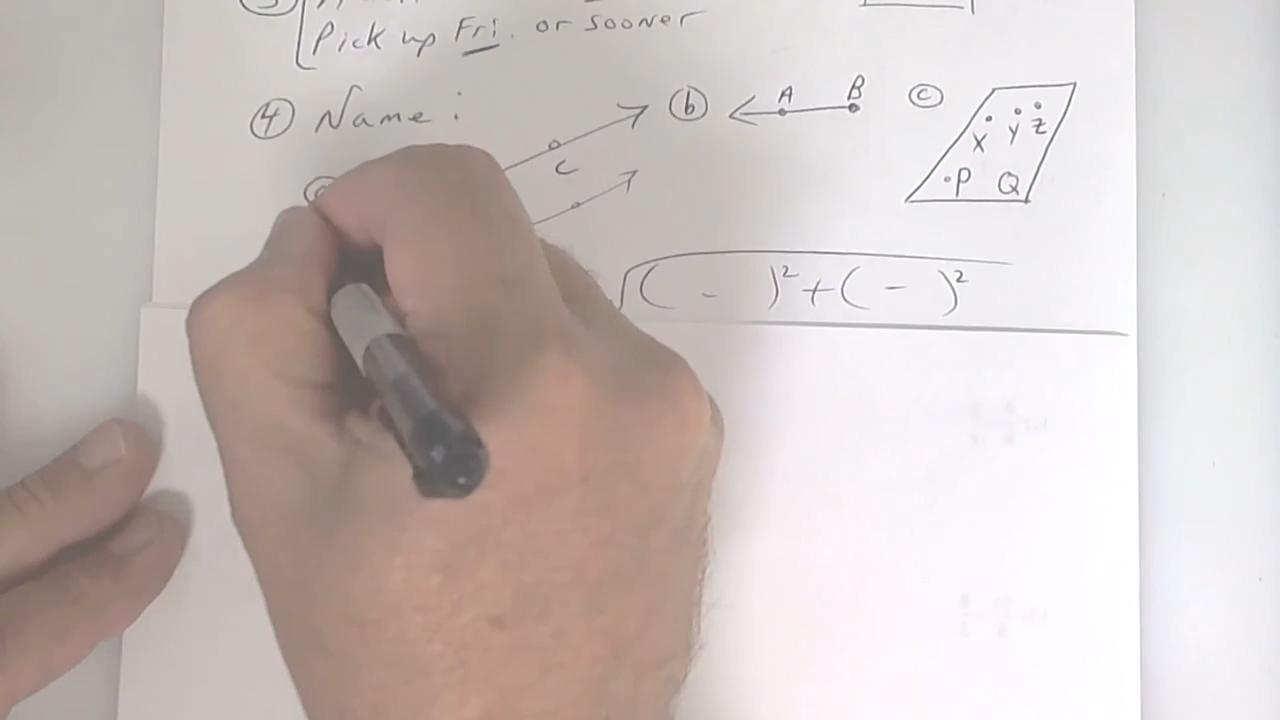 Pick up Fri. or sooner
④ Name :
C
ⓑ A B
ⓒ X Y Z
P Q
√( - )²+( - )²